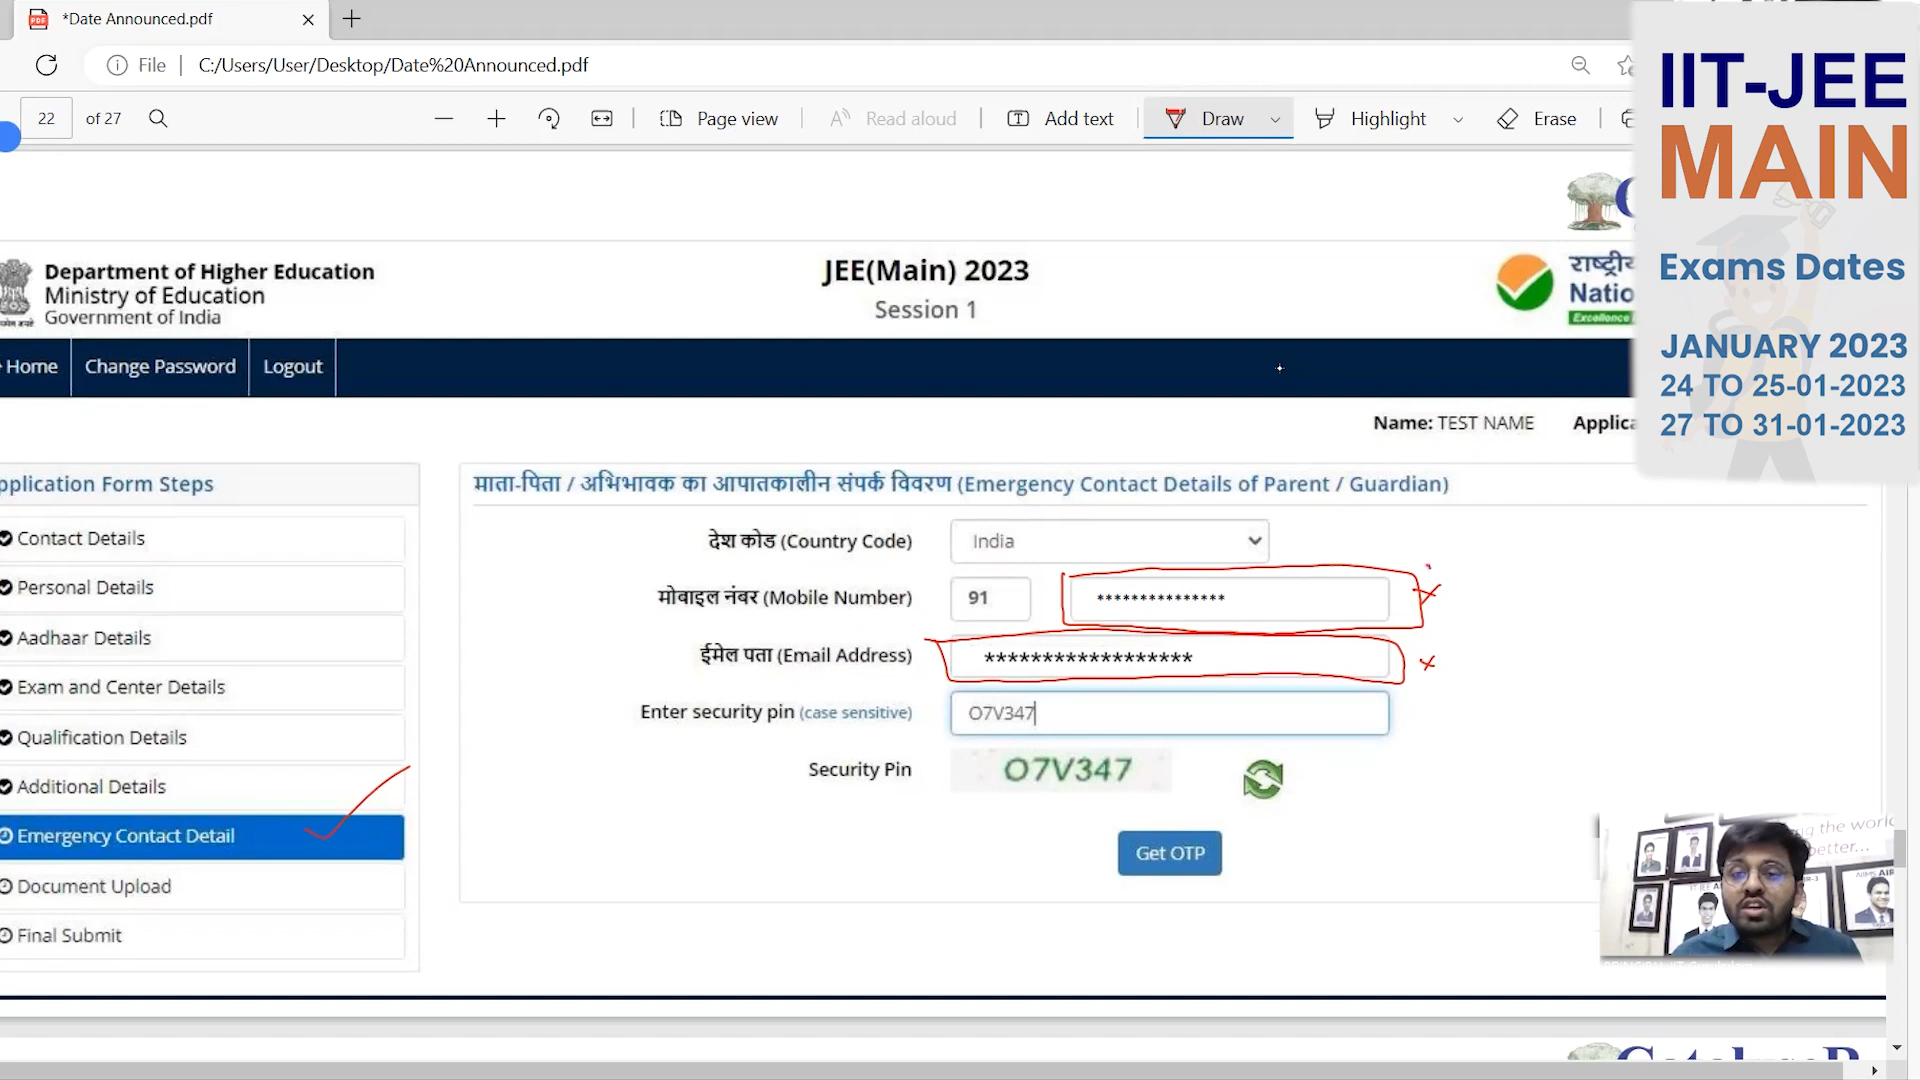 *Date Announced.pdf
File C:/Users/User/Desktop/Date%20Announced.pdf
22 of 27
Page view
Read aloud
Add text
Draw
Highlight
Erase
IIT-JEE
MAIN
Exams Dates
JANUARY 2023
24 TO 25-01-2023
27 TO 31-01-2023
Department of Higher Education
Ministry of Education
Government of India
JEE(Main) 2023
Session 1
राष्ट्रीय
Natio
Excellence
Home
Change Password
Logout
Name: TEST NAME
Applica
pplication Form Steps
Contact Details
Personal Details
Aadhaar Details
Exam and Center Details
Qualification Details
Additional Details
Emergency Contact Detail
Document Upload
Final Submit
माता-पिता / अभिभावक का आपातकालीन संपर्क विवरण (Emergency Contact Details of Parent / Guardian)
देश कोड (Country Code) India
मोबाइल नंबर (Mobile Number) 91 ***************
ईमेल पता (Email Address) ******************
Enter security pin (case sensitive) O7V347
Security Pin O7V347
Get OTP
g the world
better...